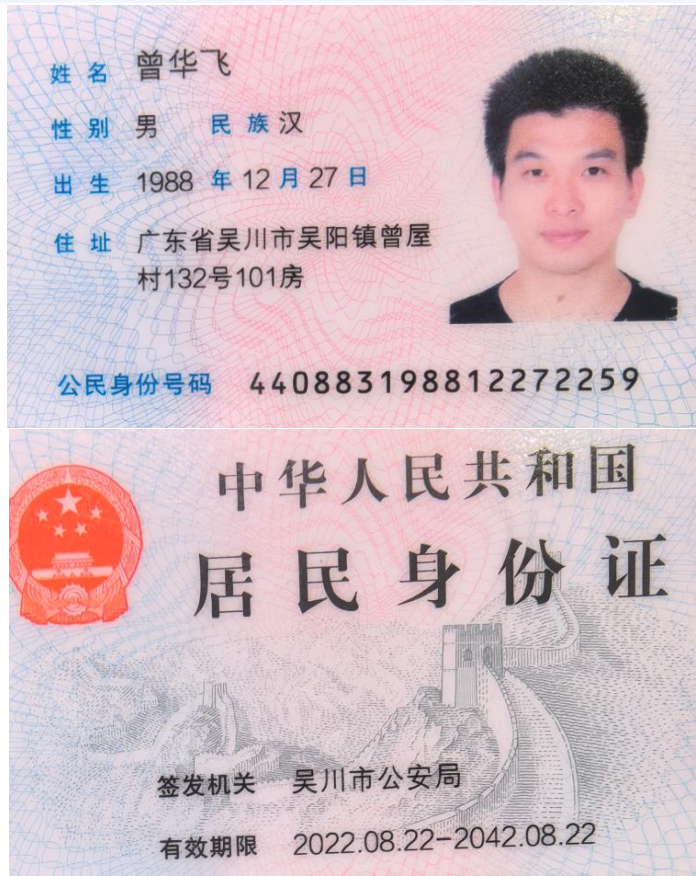 姓名 曾华飞
性别 男 民族 汉
出生 1988 年 12 月 27 日
住址 广东省吴川市吴阳镇曾屋
村132号101房
公民身份号码 440883198812272259
中华人民共和国
居民身份证
签发机关 吴川市公安局
有效期限 2022.08.22-2042.08.22